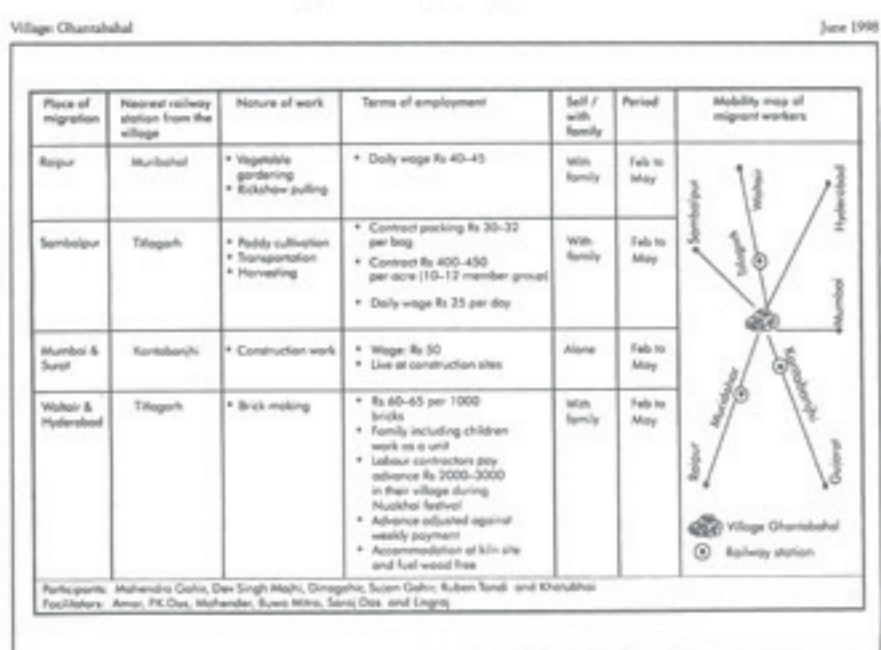 Village: Ghantabahal
June 1998
Place of migration
Nearest railway station from the village
Nature of work
Terms of employment
Self / with family
Period
Mobility map of migrant workers
Raipur
Muribahal
* Vegetable gardening
* Rickshaw pulling
* Daily wage Rs 40–45
With family
Feb to May
Sambalpur
Titlagarh
* Paddy cultivation
* Transportation
* Harvesting
* Contract packing Rs 30–32 per bag
* Contract Rs 400–450 per acre (10–12 member group)
* Daily wage Rs 25 per day
With family
Feb to May
Mumbai & Surat
Kantabanjhi
* Construction work
* Wage: Rs 50
* Live at construction sites
Alone
Feb to May
Waltair & Hyderabad
Titlagarh
* Brick making
* Rs 60–65 per 1000 bricks
* Family including children work as a unit
* Labour contractors pay advance Rs 2000–3000 in their village during Nuakhai festival
* Advance adjusted against weekly payment
* Accommodation at kiln site and fuel wood free
With family
Feb to May
Sambalpur
Titlagarh
Waltair
Hyderabad
Mumbai
Kantabanjhi
Gujarat
Raipur
Village Ghantabahal
Railway station
Participants: Mahendra Gahir, Dev Singh Majhi, Sujan Gahir, Ruben Tandi and Khatubhai
Facilitators: Amar, P.K.Das, Mahender, Buwa Mitra, Saroj Das and Lingraj